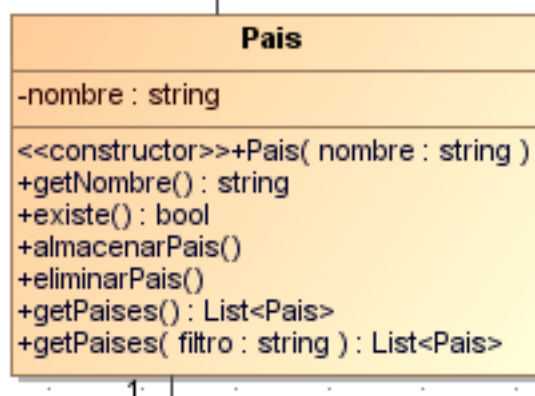 Pais
-nombre : string
<<constructor>>+Pais( nombre : string )
+getNombre() : string
+existe() : bool
+almacenarPais()
+eliminarPais()
+getPaises() : List<Pais>
+getPaises( filtro : string ) : List<Pais>
1